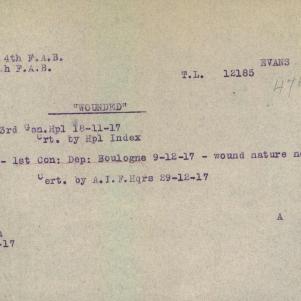 EVANS
4th F.A.B.
h F.A.B.
T.L. 12185
"WOUNDED"
3rd Gen.Hpl 18-11-17
Crt. by Hpl Index
- 1st Con: Dep: Boulogne 9-12-17 - wound nature n
Cert. by A.I.F.Hqrs 29-12-17
A
-17